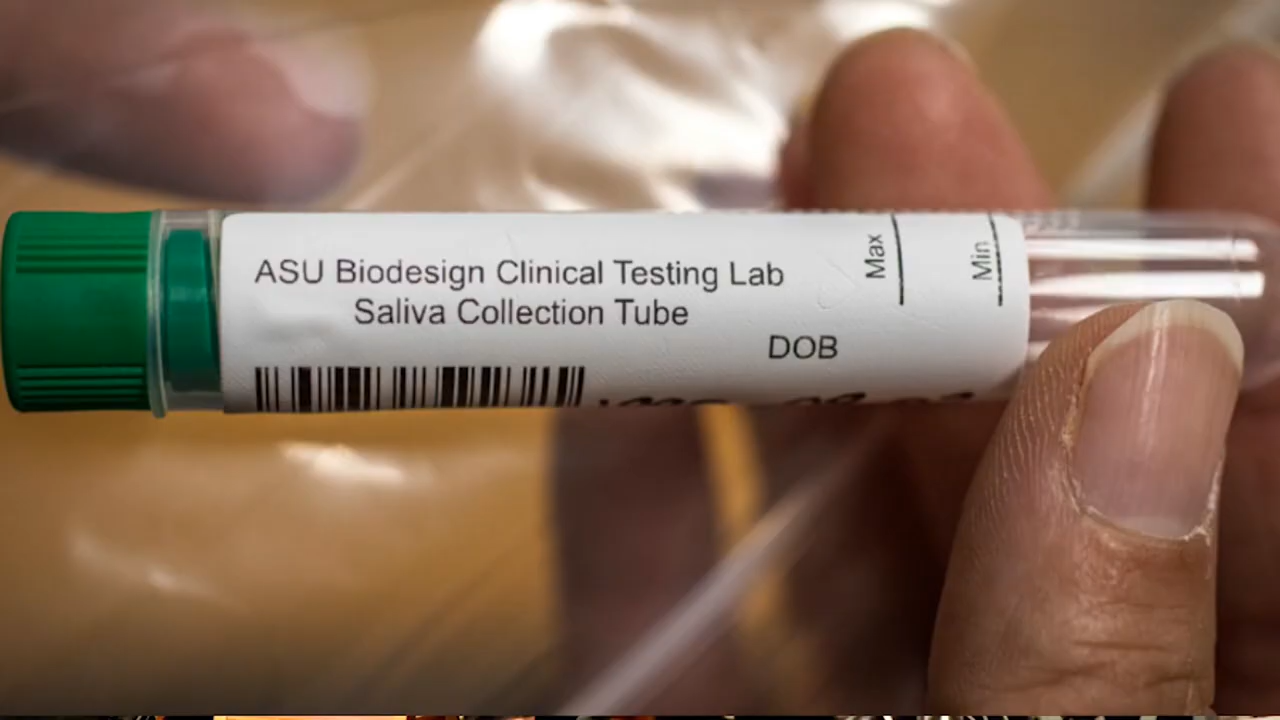 ASU Biodesign Clinical Testing Lab
Saliva Collection Tube
DOB
Max
Min